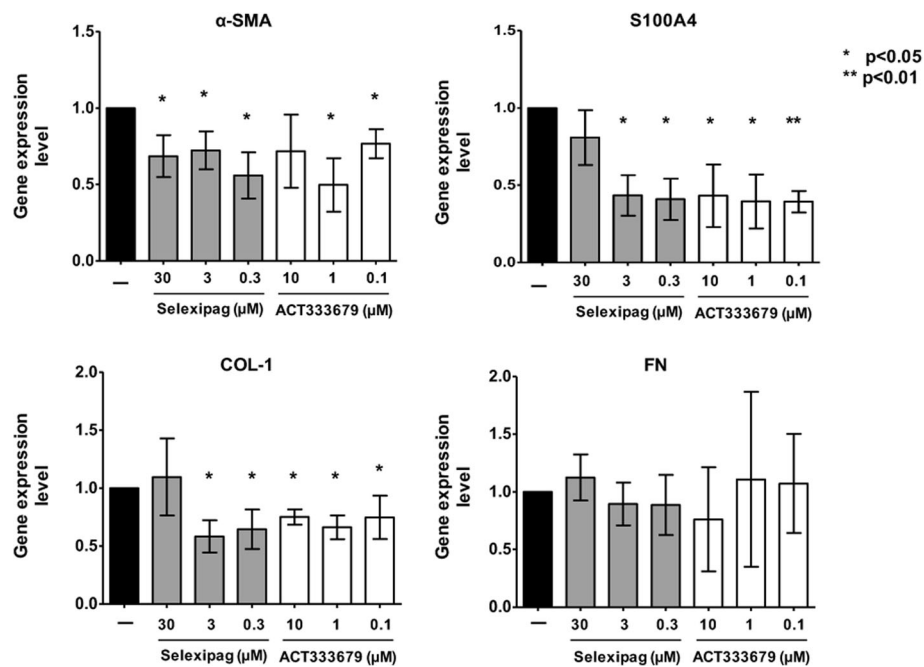 α-SMA
Gene expression
level
1.5
1.0
0.5
0.0
* * * * *
– 30 3 0.3 10 1 0.1
Selexipag (µM) ACT333679 (µM)
S100A4
Gene expression
level
1.5
1.0
0.5
0.0
* * * * **
– 30 3 0.3 10 1 0.1
Selexipag (µM) ACT333679 (µM)
* p<0.05
** p<0.01
COL-1
Gene expression
level
2.0
1.5
1.0
0.5
0.0
* * * * *
– 30 3 0.3 10 1 0.1
Selexipag (µM) ACT333679 (µM)
FN
Gene expression
level
2.0
1.5
1.0
0.5
0.0
– 30 3 0.3 10 1 0.1
Selexipag (µM) ACT333679 (µM)